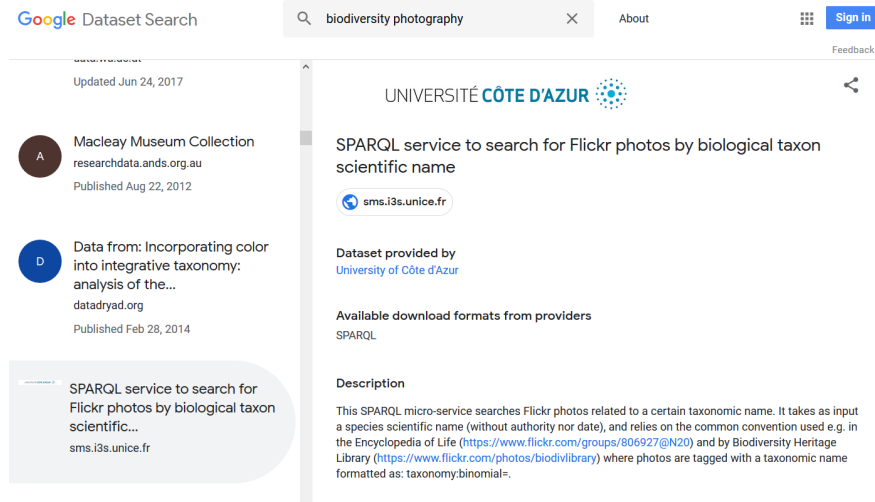 Google Dataset Search
biodiversity photography
About
Sign in
Feedback
Updated Jun 24, 2017
A
Macleay Museum Collection
researchdata.ands.org.au
Published Aug 22, 2012
D
Data from: Incorporating color
into integrative taxonomy:
analysis of the...
datadryad.org
Published Feb 28, 2014
SPARQL service to search for
Flickr photos by biological taxon
scientific...
sms.i3s.unice.fr
UNIVERSITÉ CÔTE D'AZUR
SPARQL service to search for Flickr photos by biological taxon
scientific name
sms.i3s.unice.fr
Dataset provided by
University of Côte d'Azur
Available download formats from providers
SPARQL
Description
This SPARQL micro-service searches Flickr photos related to a certain taxonomic name. It takes as input
a species scientific name (without authority nor date), and relies on the common convention used e.g. in
the Encyclopedia of Life (https://www.flickr.com/groups/806927@N20) and by Biodiversity Heritage
Library (https://www.flickr.com/photos/biodivlibrary) where photos are tagged with a taxonomic name
formatted as: taxonomy:binomial=.